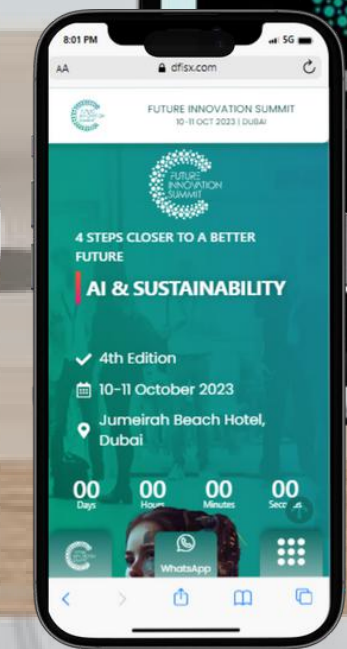 8:01 PM
5G
AA
dfisx.com
FUTURE INNOVATION SUMMIT
10-11 OCT 2023 | DUBAI
FUTURE
INNOVATION
SUMMIT
4 STEPS CLOSER TO A BETTER
FUTURE
AI & SUSTAINABILITY
4th Edition
10-11 October 2023
Jumeirah Beach Hotel,
Dubai
00 00 00 00
Days Hours Minutes Seconds
WhatsApp